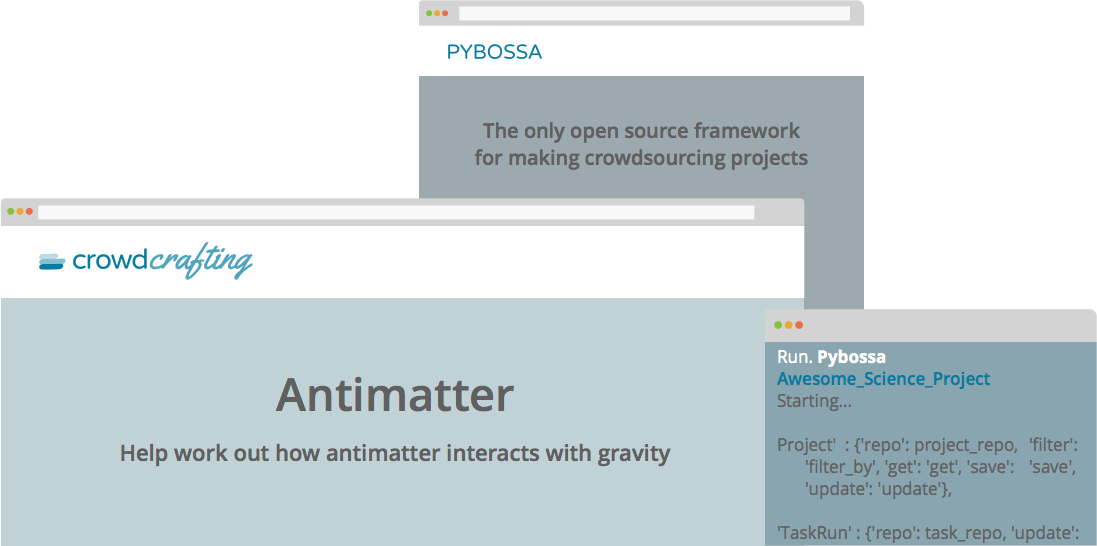 PYBOSSA
The only open source framework
for making crowdsourcing projects
crowdcrafting
Antimatter
Help work out how antimatter interacts with gravity
Run. Pybossa
Awesome_Science_Project
Starting...
Project' : {'repo': project_repo, 'filter':
'filter_by', 'get': 'get', 'save': 'save',
'update': 'update'},
'TaskRun' : {'repo': task_repo, 'update':